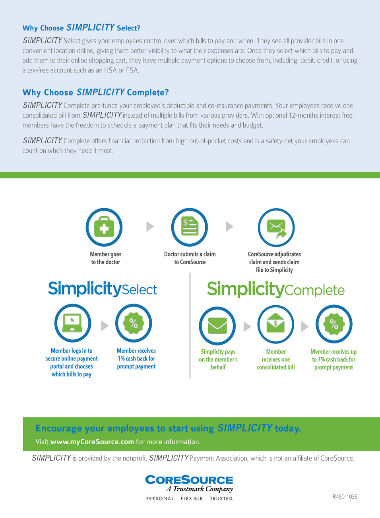 Why Choose SIMPLICITY Select?
SIMPLICITY Select gives your employees control over which bills to pay and when. They see all provider bills in one
convenient location online, giving them better visibility to what their expenses are. Once they select which bills to pay and
add them to their online shopping cart, they have multiple payment options to choose from, including: debit, credit, or using
a tax-free account such as an HSA or FSA.
Why Choose SIMPLICITY Complete?
SIMPLICITY Complete pre-funds your employee's deductible and co-insurance payments. Your employees receive one
consolidated bill from SIMPLICITY instead of multiple bills from various providers. With optional 12-months interest free,
members have the freedom to schedule a payment plan that fits their needs and budget.
SIMPLICITY Complete offers financial protection from high out-of-pocket costs and is a safety net your employees can
count on when they need it most.
Member goes
to the doctor
Doctor submits a claim
to CoreSource
CoreSource adjudicates
claim and sends claim
file to Simplicity
SimplicitySelect
SimplicityComplete
Member logs in to
secure online payment
portal and chooses
which bills to pay
Member receives
1% cash back for
prompt payment
Simplicity pays
on the member's
behalf
Member
receives one
consolidated bill
Member receives up
to 7% cash back for
prompt payment
Encourage your employees to start using SIMPLICITY today.
Visit www.myCoreSource.com for more information.
SIMPLICITY is provided by the nonprofit, SIMPLICITY Payment Association, which is not an affiliate of CoreSource.
CORESOURCE
A Trustmark Company
PERSONAL. FLEXIBLE. TRUSTED.